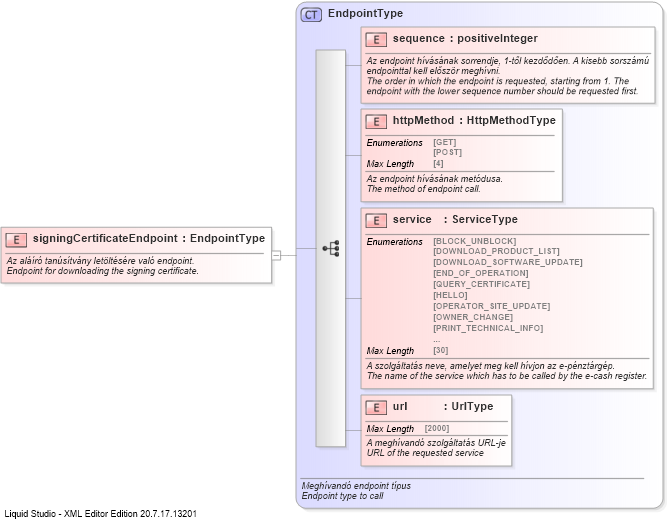 CT EndpointType
E sequence : positiveInteger
Az endpoint hívásának sorrendje, 1-től kezdődően. A kisebb sorszámú
endpointtal kell először meghívni.
The order in which the endpoint is requested, starting from 1. The
endpoint with the lower sequence number should be requested first.
E httpMethod : HttpMethodType
Enumerations [GET]
[POST]
Max Length [4]
Az endpoint hívásának metódusa.
The method of endpoint call.
E signingCertificateEndpoint : EndpointType
Az aláíró tanúsítvány letöltésére való endpoint.
Endpoint for downloading the signing certificate.
E service : ServiceType
Enumerations [BLOCK_UNBLOCK]
[DOWNLOAD_PRODUCT_LIST]
[DOWNLOAD_SOFTWARE_UPDATE]
[END_OF_OPERATION]
[QUERY_CERTIFICATE]
[HELLO]
[OPERATOR_SITE_UPDATE]
[OWNER_CHANGE]
[PRINT_TECHNICAL_INFO]
...
Max Length [30]
A szolgáltatás neve, amelyet meg kell hívjon az e-pénztárgép.
The name of the service which has to be called by the e-cash register.
E url : UrlType
Max Length [2000]
A meghívandó szolgáltatás URL-je
URL of the requested service
Meghívandó endpoint típus
Endpoint type to call
Liquid Studio - XML Editor Edition 20.7.17.13201